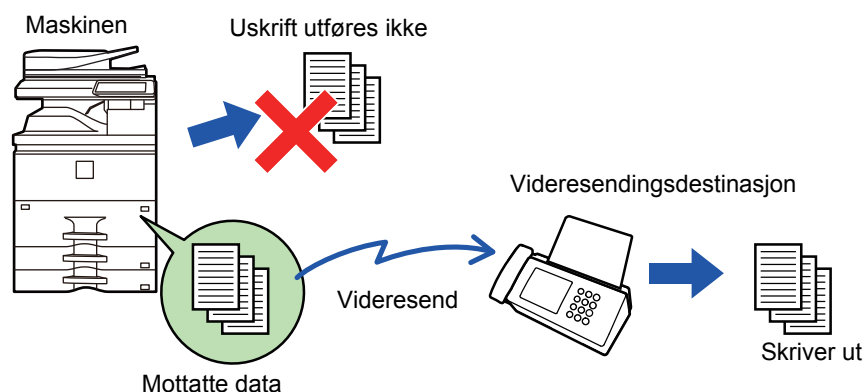 Maskinen
Uskrift utføres ikke
Videresendingsdestinasjon
Videresend
Skriver ut
Mottatte data